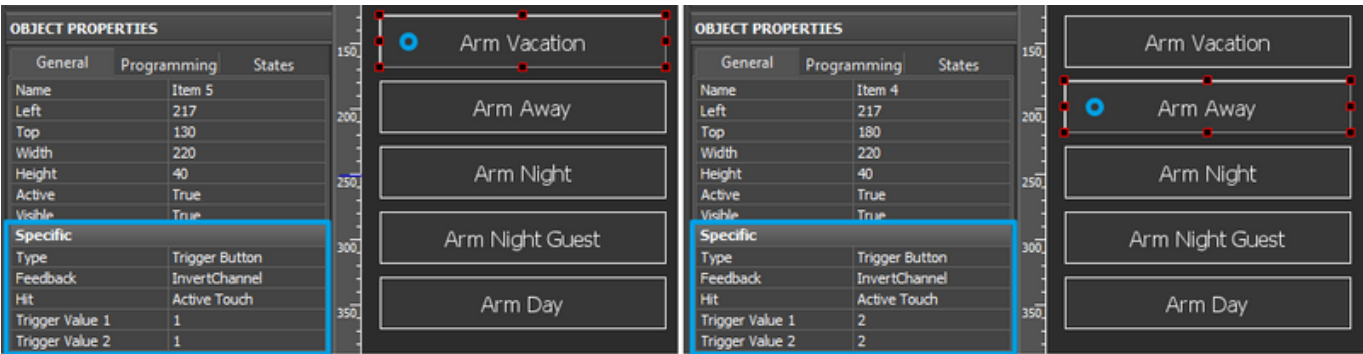 OBJECT PROPERTIES
General Programming States
Name Item 5
Left 217
Top 130
Width 220
Height 40
Active True
Visible True
Specific
Type Trigger Button
Feedback InvertChannel
Hit Active Touch
Trigger Value 1 1
Trigger Value 2 1
150
200
250
300
350
Arm Vacation
Arm Away
Arm Night
Arm Night Guest
Arm Day
OBJECT PROPERTIES
General Programming States
Name Item 4
Left 217
Top 180
Width 220
Height 40
Active True
Visible True
Specific
Type Trigger Button
Feedback InvertChannel
Hit Active Touch
Trigger Value 1 2
Trigger Value 2 2
150
200
250
300
350
Arm Vacation
Arm Away
Arm Night
Arm Night Guest
Arm Day